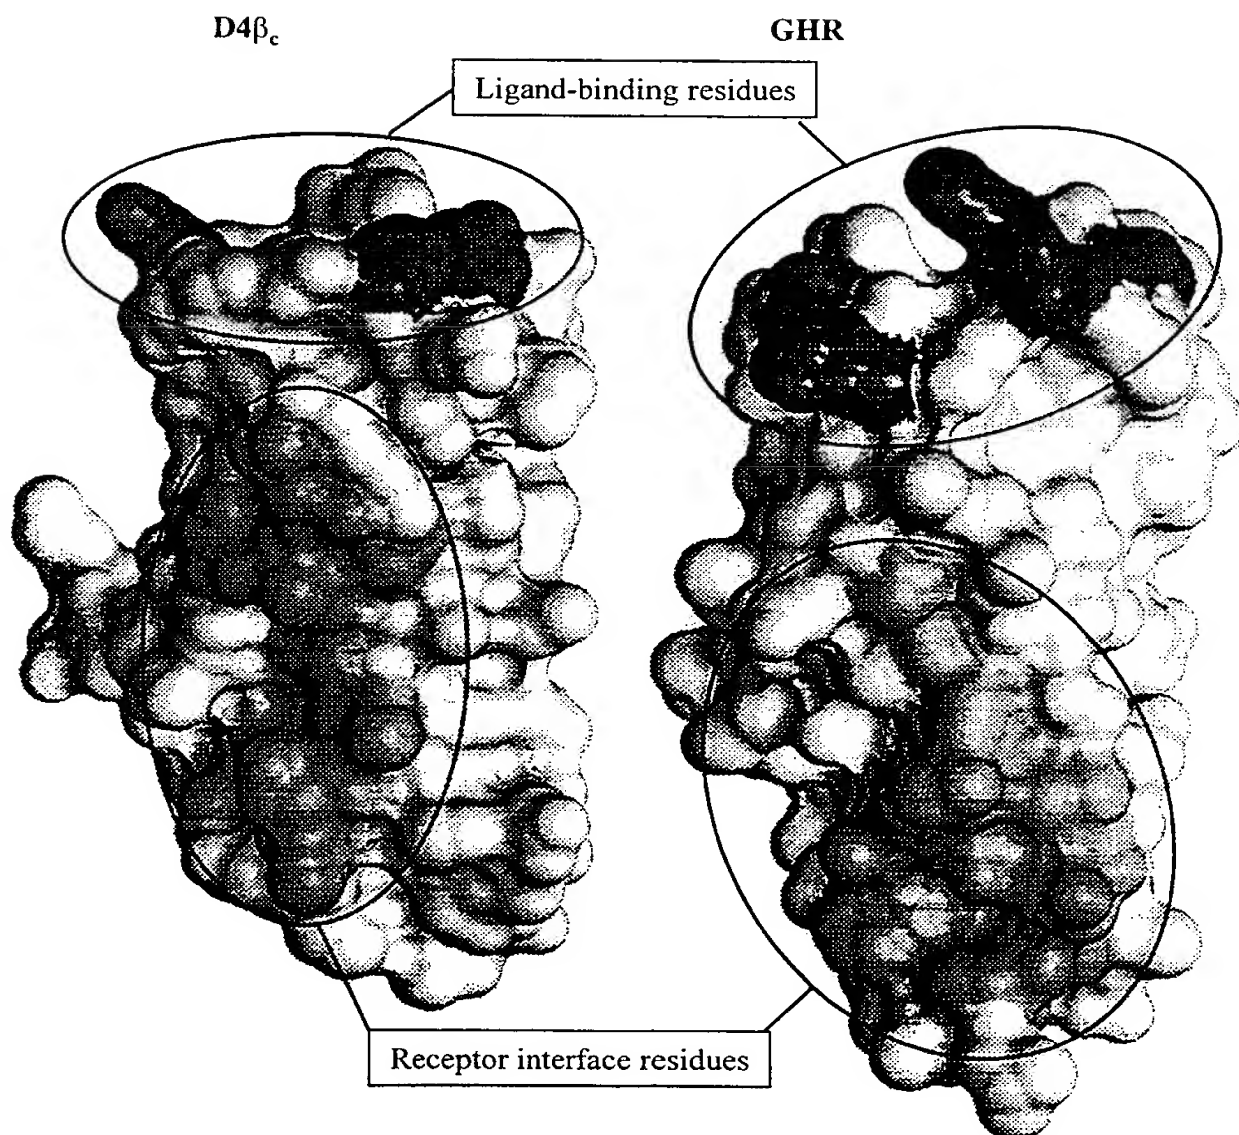 D4βc
GHR
Ligand-binding residues
Receptor interface residues